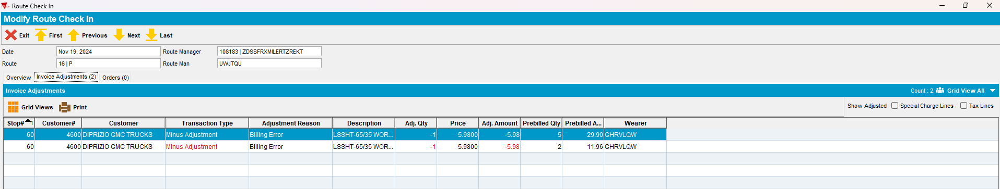 Route Check In
Modify Route Check In
Exit First Previous Next Last
Date Nov 19, 2024 Route Manager 108183 | ZDSSFRXMILERTZREKT
Route 16 | P Route Man UWJTQU
Overview Invoice Adjustments (2) Orders (0)
Invoice Adjustments Count : 2 Grid View All
Grid Views Print Show Adjusted Special Charge Lines Tax Lines
Stop# 1 Customer# Customer Transaction Type Adjustment Reason Description Adj. Qty Price Adj. Amount Prebilled Qty Prebilled A... Wearer
60 4600 DIPRIZIO GMC TRUCKS Minus Adjustment Billing Error LSSHT-65/35 WOR... -1 5.9800 -5.98 5 29.90 GHRVLQW
60 4600 DIPRIZIO GMC TRUCKS Minus Adjustment Billing Error LSSHT-65/35 WOR... -1 5.9800 -5.98 2 11.96 GHRVLQW